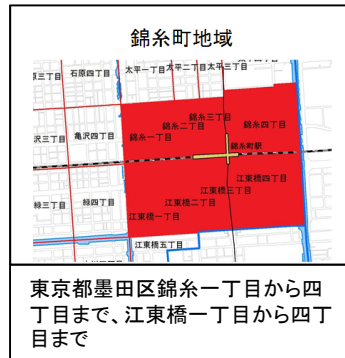 錦糸町地域
太平一丁目
太平二丁目
太平三丁目
石原四丁目
錦糸三丁目
錦糸二丁目
錦糸四丁目
錦糸一丁目
亀沢四丁目
錦糸町駅
江東橋四丁目
江東橋三丁目
緑三丁目
緑四丁目
江東橋二丁目
江東橋一丁目
江東橋五丁目
東京都墨田区錦糸一丁目から四
丁目まで、江東橋一丁目から四丁
目まで